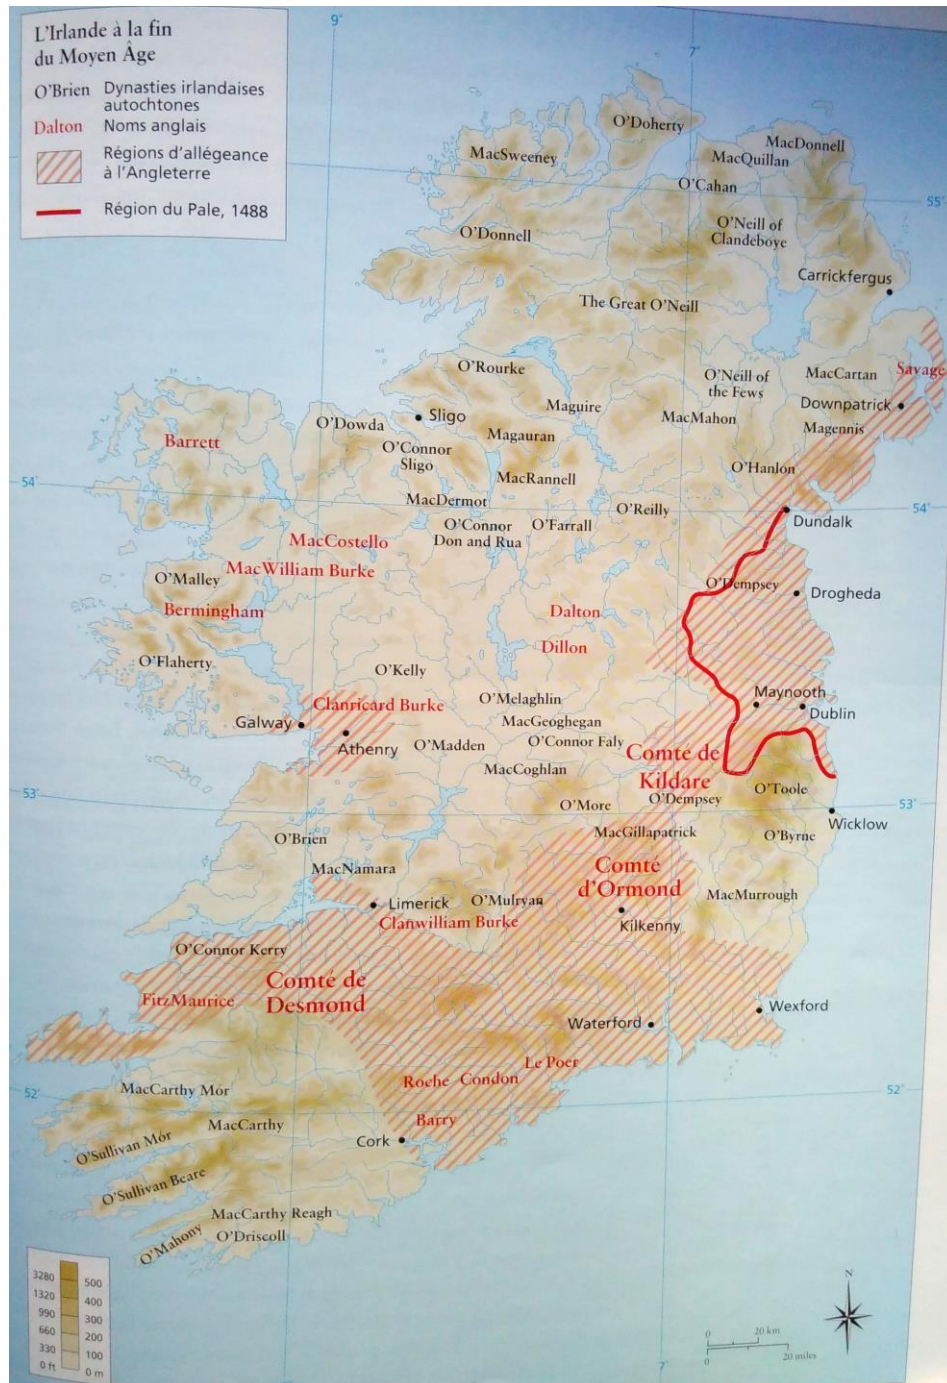 L'Irlande à la fin
du Moyen Âge
O'Brien Dynasties irlandaises
autochtones
Dalton Noms anglais
Régions d'allégeance
à l'Angleterre
Région du Pale, 1488
9°
7°
O'Doherty
MacDonnell
MacSweeney
MacQuillan
O'Cahan
55°
O'Donnell
O'Neill of
Clandeboye
Carrickfergus
The Great O'Neill
O'Rourke
O'Neill of
the Fews
MacCartan
Savage
Maguire
Downpatrick
Sligo
O'Dowda
MacMahon
Magennis
Barrett
Magauran
O'Connor
Sligo
O'Hanlon
MacRannell
54°
MacDermot
O'Reilly
54°
O'Connor
Don and Rua
O'Farrall
Dundalk
MacCostello
MacWilliam Burke
O'Malley
O'Dempsey
Drogheda
Bermingham
Dalton
Dillon
O'Flaherty
O'Kelly
O'Melaghlin
Maynooth
Clanricard Burke
Dublin
Galway
MacGeoghegan
Athenry
O'Madden
O'Connor Faly
Comté de
Kildare
MacCoghlan
O'Toole
53°
O'More
O'Dempsey
53°
Wicklow
O'Brien
MacGillapatrick
O'Byrne
MacNamara
Comté
d'Ormond
MacMurrough
Limerick
O'Mulryan
Clanwilliam Burke
Kilkenny
O'Connor Kerry
Comté de
Desmond
FitzMaurice
Wexford
Waterford
Le Poer
Roche
Condon
52°
52°
MacCarthy Mór
MacCarthy
Barry
Cork
O'Sullivan Mór
O'Sullivan Beare
MacCarthy Reagh
O'Mahony
O'Driscoll
3280 500
1320 400
990 300
660 200
330 100
0 ft 0 m
N
0 20 km
0 20 miles
7°